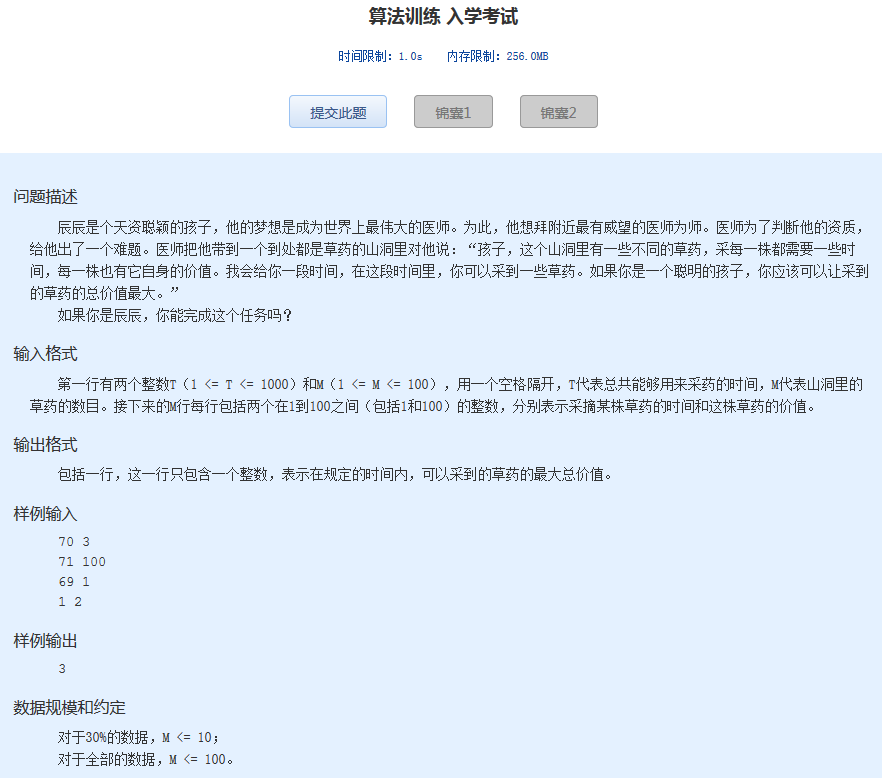 算法训练 入学考试
时间限制：1.0s 内存限制：256.0MB
提交此题 锦囊1 锦囊2
问题描述
辰辰是个天资聪颖的孩子，他的梦想是成为世界上最伟大的医师。为此，他想拜附近最有威望的医师为师。医师为了判断他的资质，
给他出了一个难题。医师把他带到一个到处都是草药的山洞里对他说：“孩子，这个山洞里有一些不同的草药，采每一株都需要一些时
间，每一株也有它自身的价值。我会给你一段时间，在这段时间里，你可以采到一些草药。如果你是一个聪明的孩子，你应该可以让采到
的草药的总价值最大。”
如果你是辰辰，你能完成这个任务吗？
输入格式
第一行有两个整数T（1 <= T <= 1000）和M（1 <= M <= 100），用一个空格隔开，T代表总共能够用来采药的时间，M代表山洞里的
草药的数目。接下来的M行每行包括两个在1到100之间（包括1和100）的整数，分别表示采摘某株草药的时间和这株草药的价值。
输出格式
包括一行，这一行只包含一个整数，表示在规定的时间内，可以采到的草药的最大总价值。
样例输入
70 3
71 100
69 1
1 2
样例输出
3
数据规模和约定
对于30%的数据，M <= 10；
对于全部的数据，M <= 100。